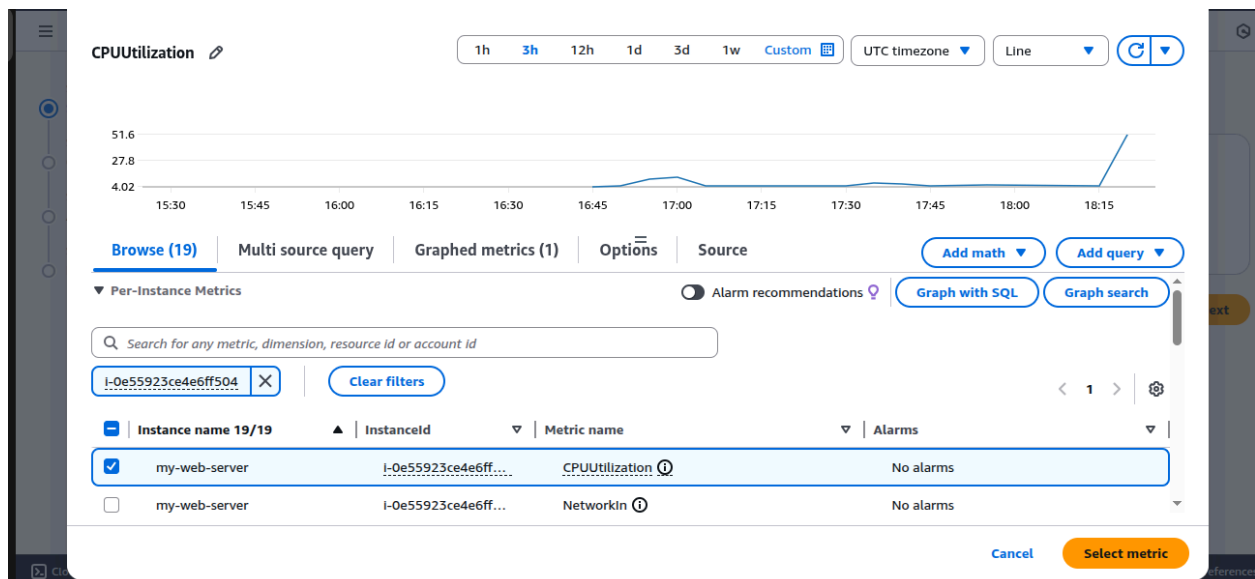 CPUUtilization 1h 3h 12h 1d 3d 1w Custom UTC timezone Line
51.6
27.8
4.02
15:30 15:45 16:00 16:15 16:30 16:45 17:00 17:15 17:30 17:45 18:00 18:15
Browse (19) Multi source query Graphed metrics (1) Options Source Add math Add query
Per-Instance Metrics Alarm recommendations Graph with SQL Graph search
ext
Search for any metric, dimension, resource id or account id
i-0e55923ce4e6ff504 Clear filters 1
Instance name 19/19 InstanceId Metric name Alarms
my-web-server i-0e55923ce4e6ff... CPUUtilization No alarms
my-web-server i-0e55923ce4e6ff... NetworkIn No alarms
Cancel Select metric
Clo eferences